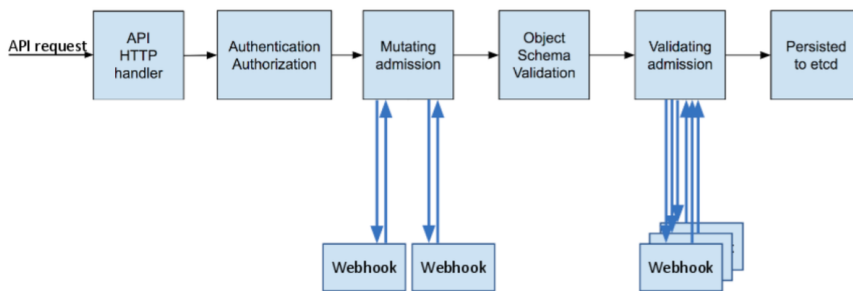 API request
API
HTTP
handler
Authentication
Authorization
Mutating
admission
Object
Schema
Validation
Validating
admission
Persisted
to etcd
Webhook
Webhook
Webhook